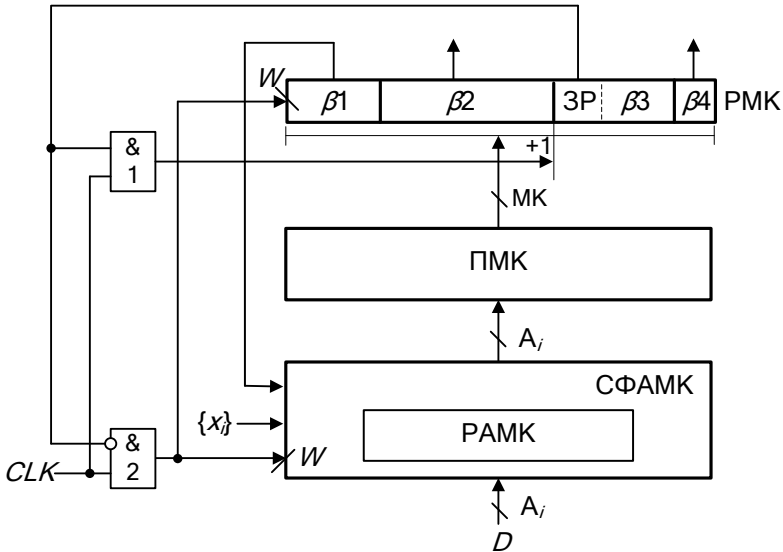 W
β1 β2 ЗР β3 β4 РМК
&
1
+1
МК
ПМК
Ai
СФАМК
{xi}
РАМК
&
2
W
CLK
Ai
D